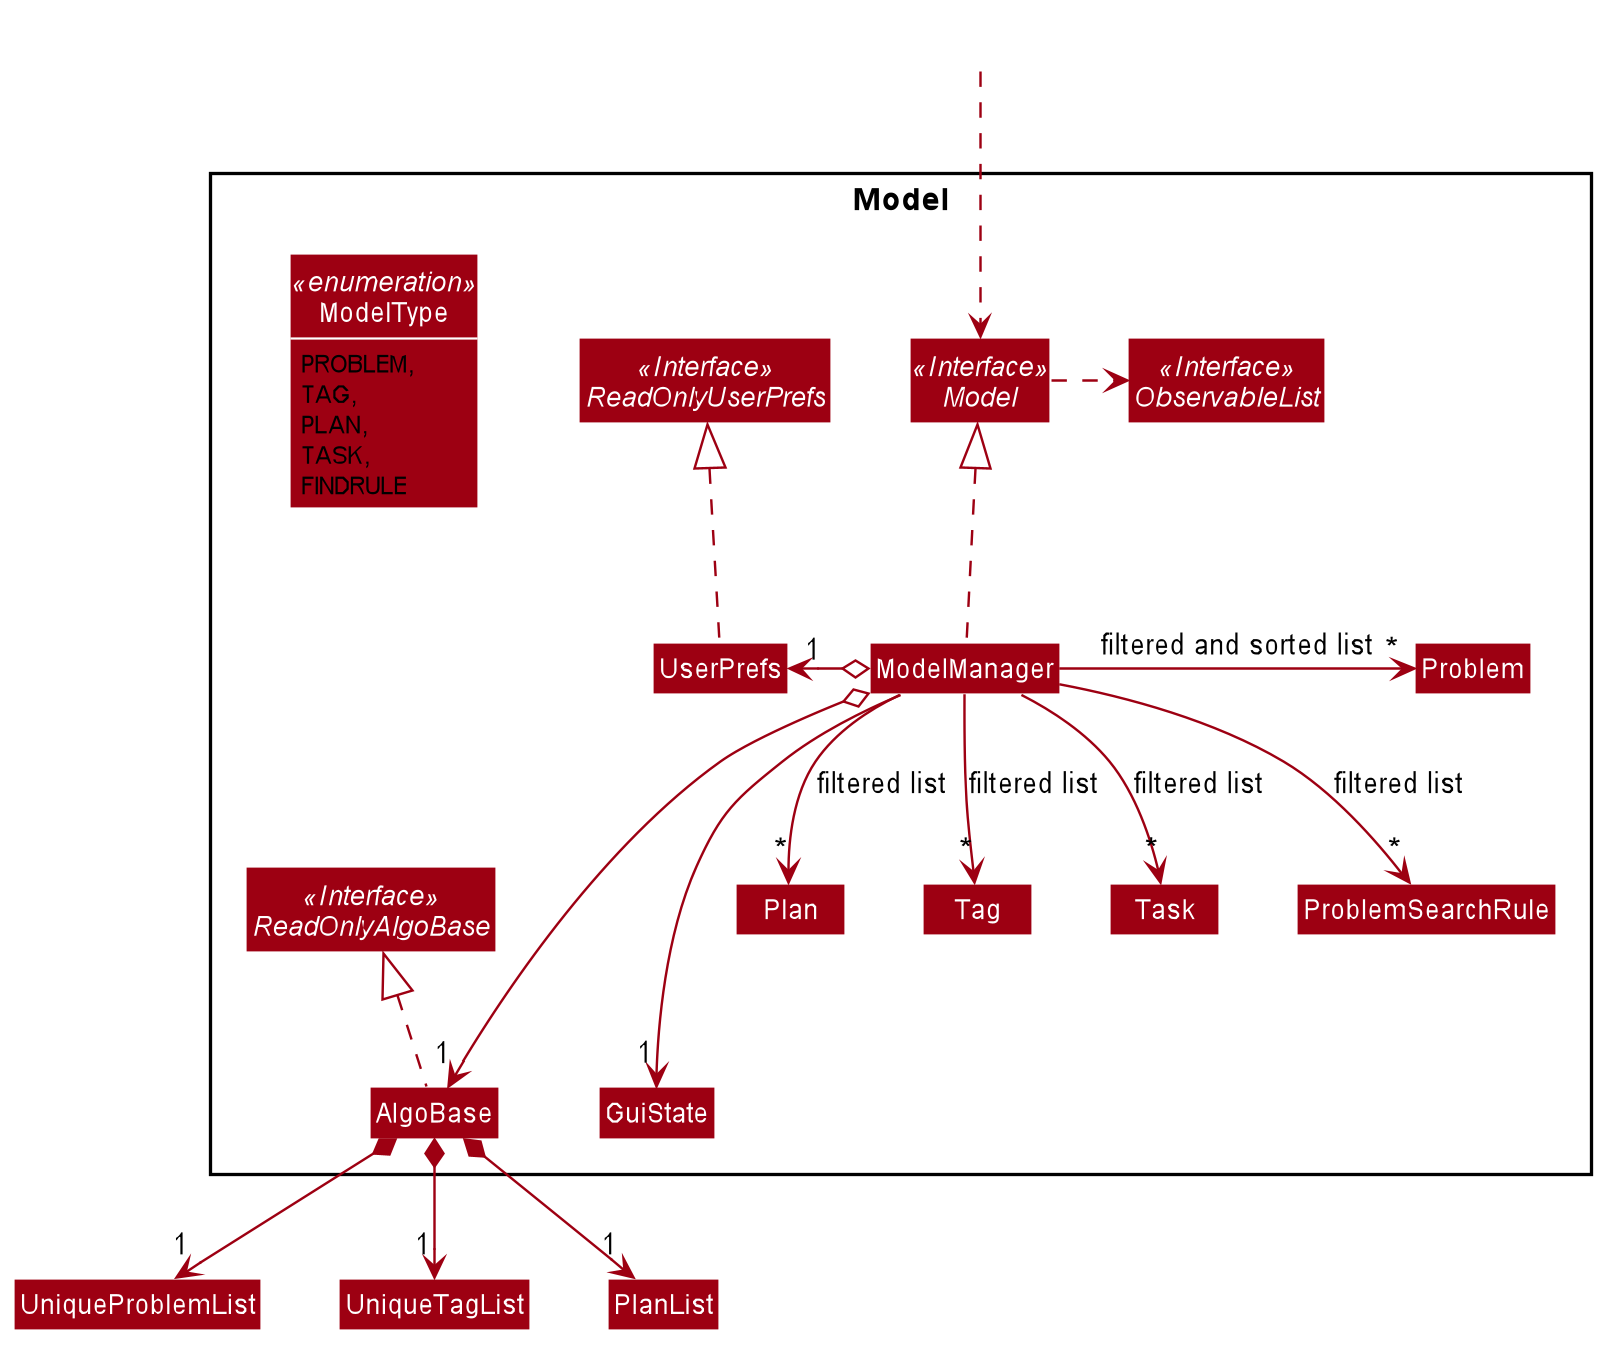 Model
«enumeration»
ModelType
PROBLEM,
TAG,
PLAN,
TASK,
FINDRULE
«Interface»
ReadOnlyUserPrefs
«Interface»
Model
«Interface»
ObservableList
UserPrefs
1
ModelManager
filtered and sorted list
*
Problem
filtered list
filtered list
filtered list
filtered list
*
*
*
*
«Interface»
ReadOnlyAlgoBase
Plan
Tag
Task
ProblemSearchRule
1
1
AlgoBase
GuiState
1
1
1
UniqueProblemList
UniqueTagList
PlanList